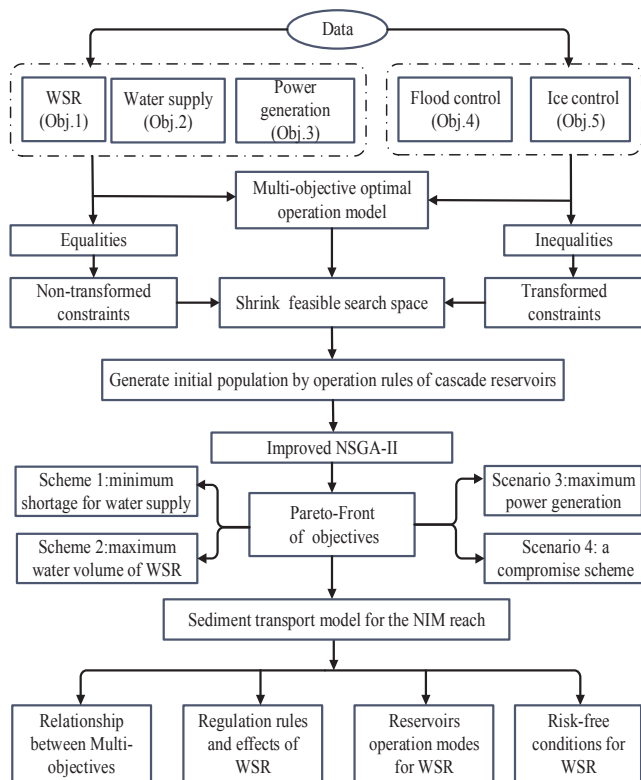 Data
WSR
(Obj.1)
Water supply
(Obj.2)
Power
generation
(Obj.3)
Flood control
(Obj.4)
Ice control
(Obj.5)
Multi-objective optimal
operation model
Equalities
Inequalities
Non-transformed
constraints
Shrink feasible search space
Transformed
constraints
Generate initial population by operation rules of cascade reservoirs
Improved NSGA-II
Scheme 1:minimum
shortage for water supply
Scheme 2:maximum
water volume of WSR
Pareto-Front
of objectives
Scenario 3:maximum
power generation
Scenario 4: a
compromise scheme
Sediment transport model for the NIM reach
Relationship
between Multi-
objectives
Regulation rules
and effects of
WSR
Reservoirs
operation modes
for WSR
Risk-free
conditions for
WSR